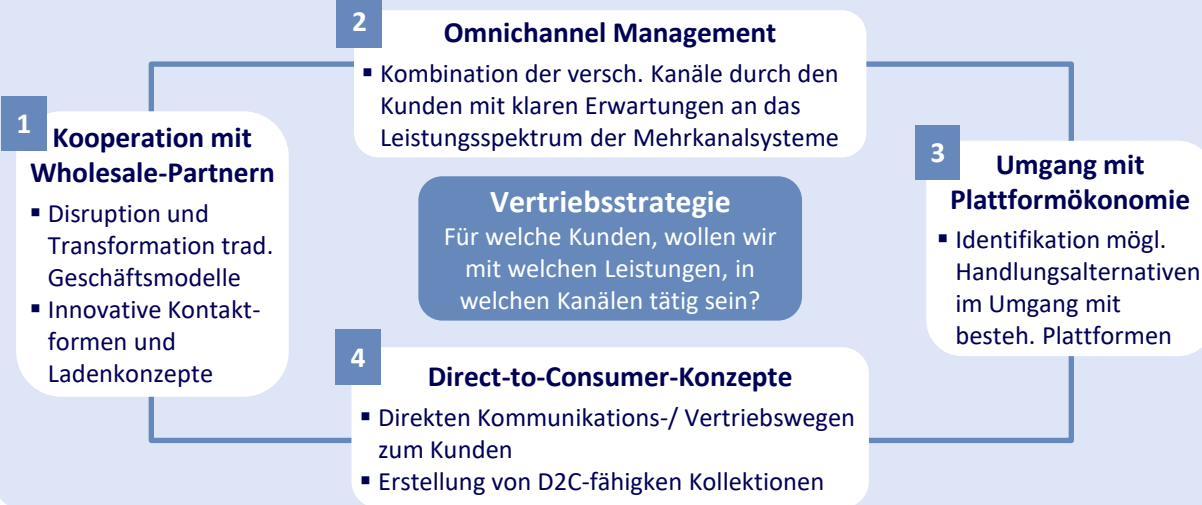 1
Kooperation mit
Wholesale-Partnern
▪ Disruption und
Transformation trad.
Geschäftsmodelle
▪ Innovative Kontakt-
formen und
Ladenkonzepte
2
Omnichannel Management
▪ Kombination der versch. Kanäle durch den
Kunden mit klaren Erwartungen an das
Leistungsspektrum der Mehrkanalsysteme
Vertriebsstrategie
Für welche Kunden, wollen wir
mit welchen Leistungen, in
welchen Kanälen tätig sein?
3
Umgang mit
Plattformökonomie
▪ Identifikation mögl.
Handlungsalternativen
im Umgang mit
besteh. Plattformen
4
Direct-to-Consumer-Konzepte
▪ Direkten Kommunikations-/ Vertriebswegen
zum Kunden
▪ Erstellung von D2C-fähigken Kollektionen